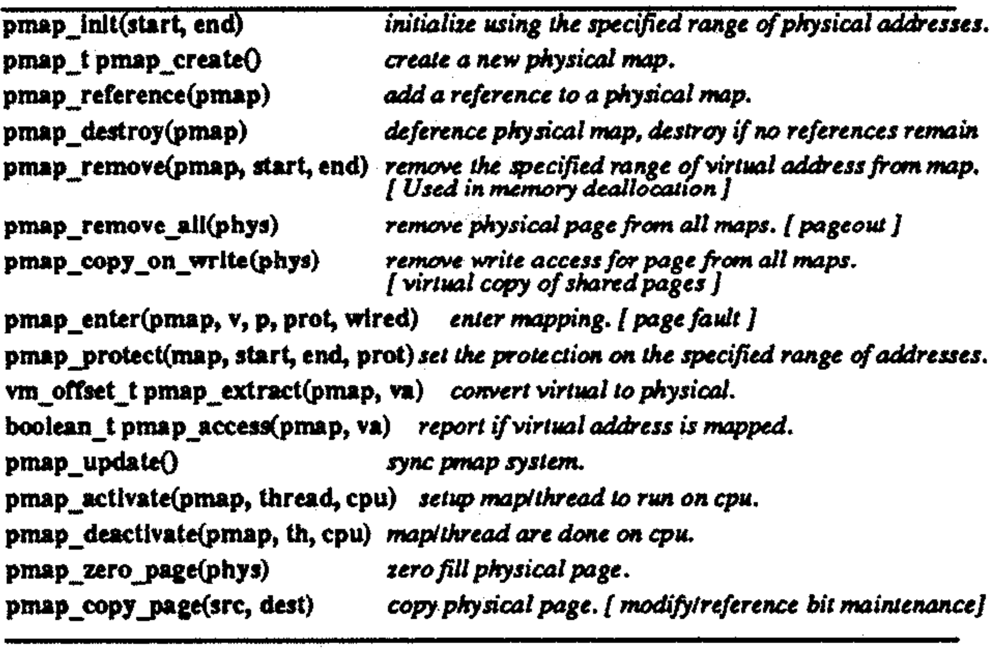 pmap_init(start, end) initialize using the specified range of physical addresses.
pmap_t pmap_create() create a new physical map.
pmap_reference(pmap) add a reference to a physical map.
pmap_destroy(pmap) deference physical map, destroy if no references remain
pmap_remove(pmap, start, end) remove the specified range of virtual address from map.
[ Used in memory deallocation ]
pmap_remove_all(phys) remove physical page from all maps. [ pageout ]
pmap_copy_on_write(phys) remove write access for page from all maps.
[ virtual copy of shared pages ]
pmap_enter(pmap, v, p, prot, wired) enter mapping. [ page fault ]
pmap_protect(map, start, end, prot) set the protection on the specified range of addresses.
vm_offset_t pmap_extract(pmap, va) convert virtual to physical.
boolean_t pmap_access(pmap, va) report if virtual address is mapped.
pmap_update() sync pmap system.
pmap_activate(pmap, thread, cpu) setup map/thread to run on cpu.
pmap_deactivate(pmap, th, cpu) map/thread are done on cpu.
pmap_zero_page(phys) zero fill physical page.
pmap_copy_page(src, dest) copy physical page. [ modify/reference bit maintenance]